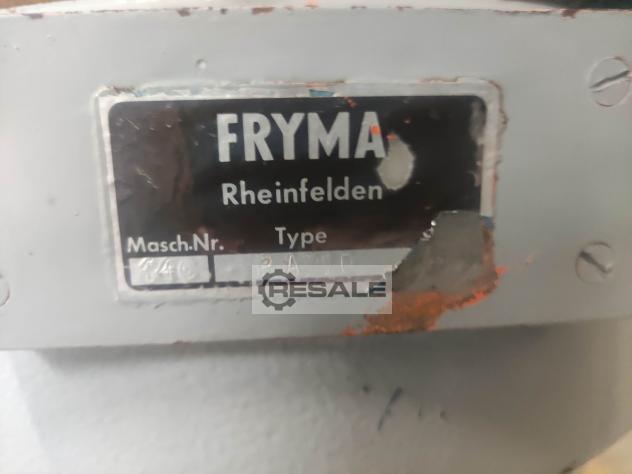 FRYMA
Rheinfelden
Masch.Nr. Type
RESALE